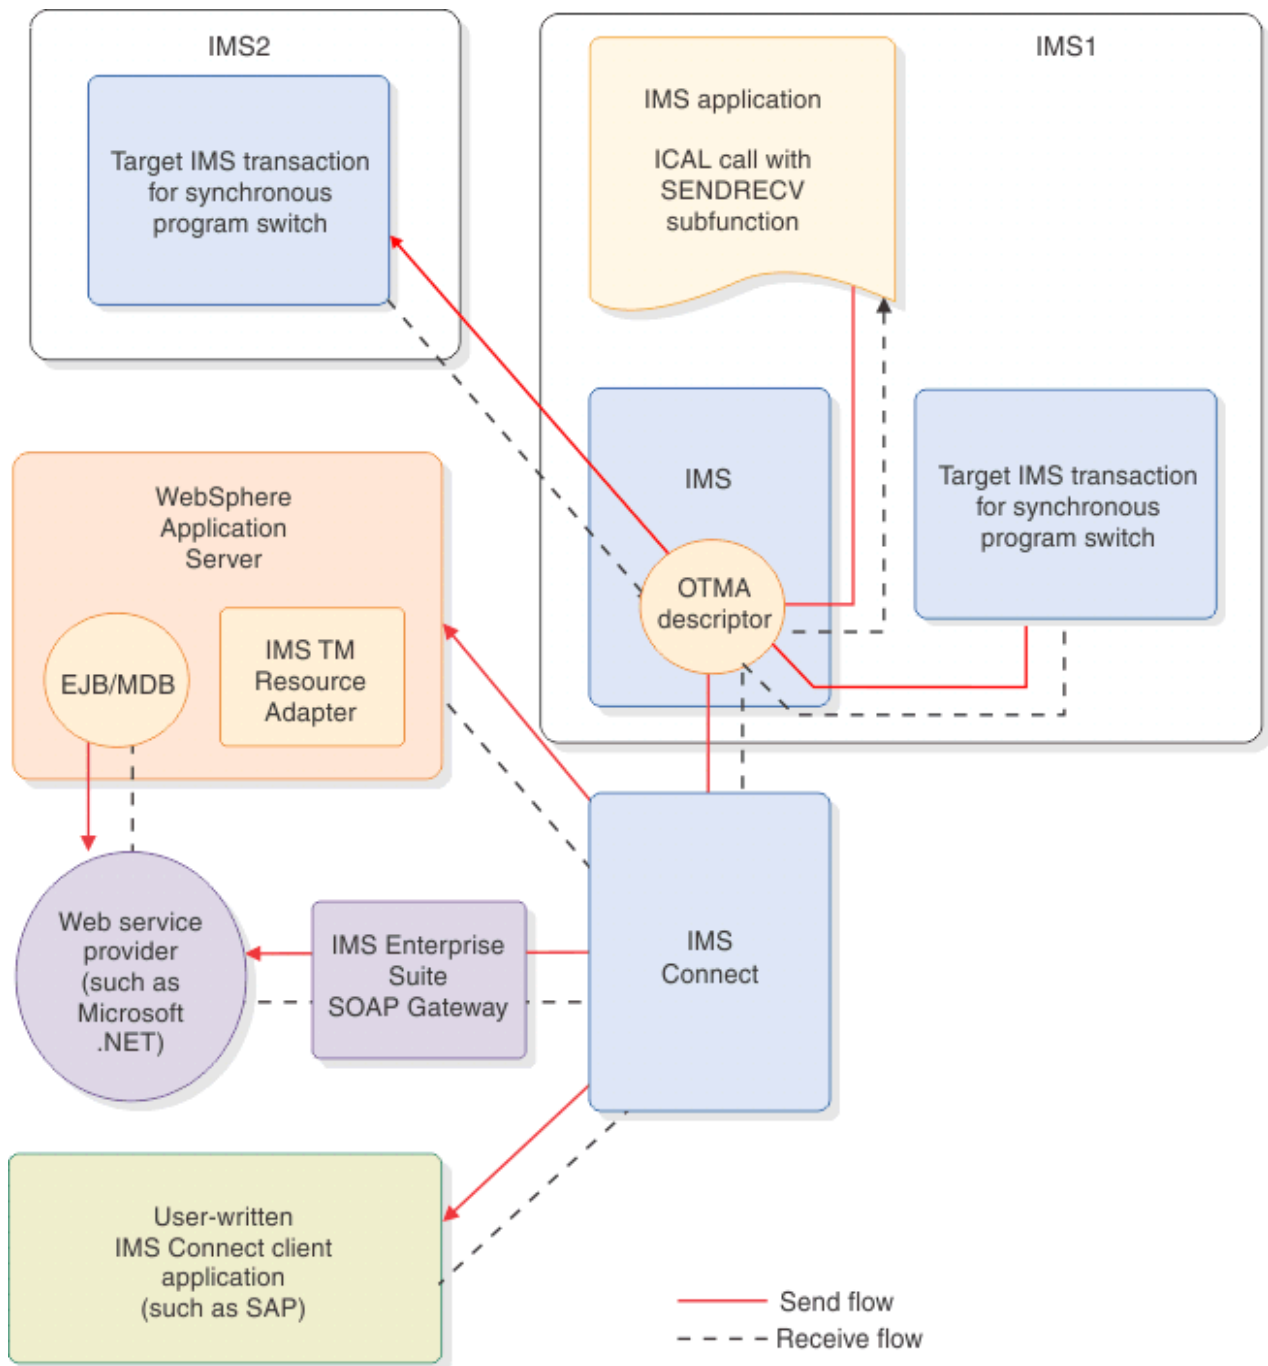 IMS2
Target IMS transaction
for synchronous
program switch
IMS1
IMS application
ICAL call with
SENDRECV
subfunction
IMS
OTMA
descriptor
Target IMS transaction
for synchronous
program switch
WebSphere
Application
Server
EJB/MDB
IMS TM
Resource
Adapter
Web service
provider
(such as
Microsoft
.NET)
IMS Enterprise
Suite
SOAP Gateway
IMS
Connect
User-written
IMS Connect client
application
(such as SAP)
Send flow
Receive flow